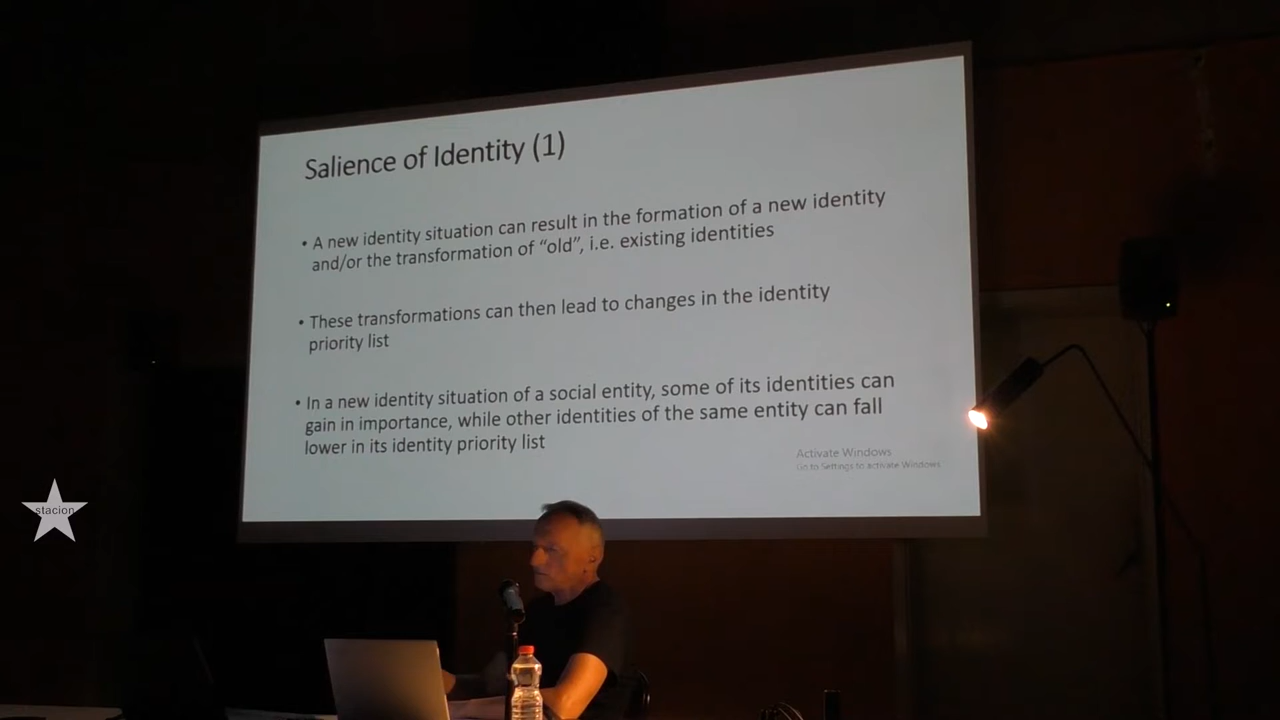 Salience of Identity (1)
• A new identity situation can result in the formation of a new identity
and/or the transformation of “old”, i.e. existing identities
• These transformations can then lead to changes in the identity
priority list
• In a new identity situation of a social entity, some of its identities can
gain in importance, while other identities of the same entity can fall
lower in its identity priority list
Activate Windows
Go to Settings to activate Windows.
stacion